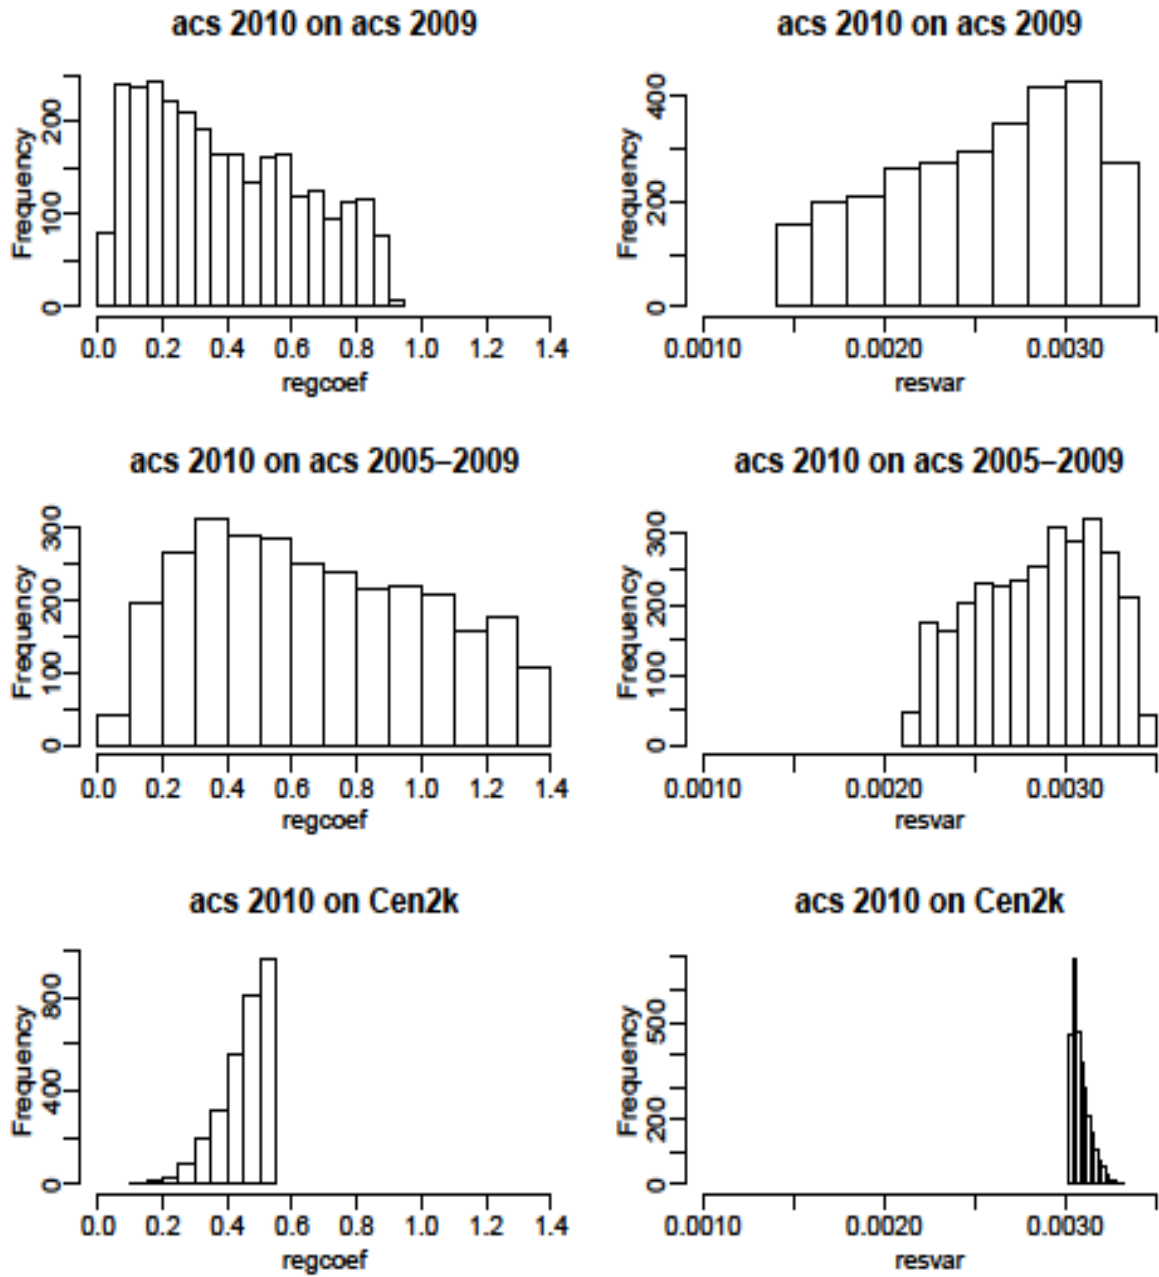 acs 2010 on acs 2009
Frequency
0 100 200
0.0 0.2 0.4 0.6 0.8 1.0 1.2 1.4
regcoef
acs 2010 on acs 2009
Frequency
0 200 400
0.0010 0.0020 0.0030
resvar
acs 2010 on acs 2005–2009
Frequency
0 100 200 300
0.0 0.2 0.4 0.6 0.8 1.0 1.2 1.4
regcoef
acs 2010 on acs 2005–2009
Frequency
0 100 200 300
0.0010 0.0020 0.0030
resvar
acs 2010 on Cen2k
Frequency
0 400 800
0.0 0.2 0.4 0.6 0.8 1.0 1.2 1.4
regcoef
acs 2010 on Cen2k
Frequency
0 200 500
0.0010 0.0020 0.0030
resvar